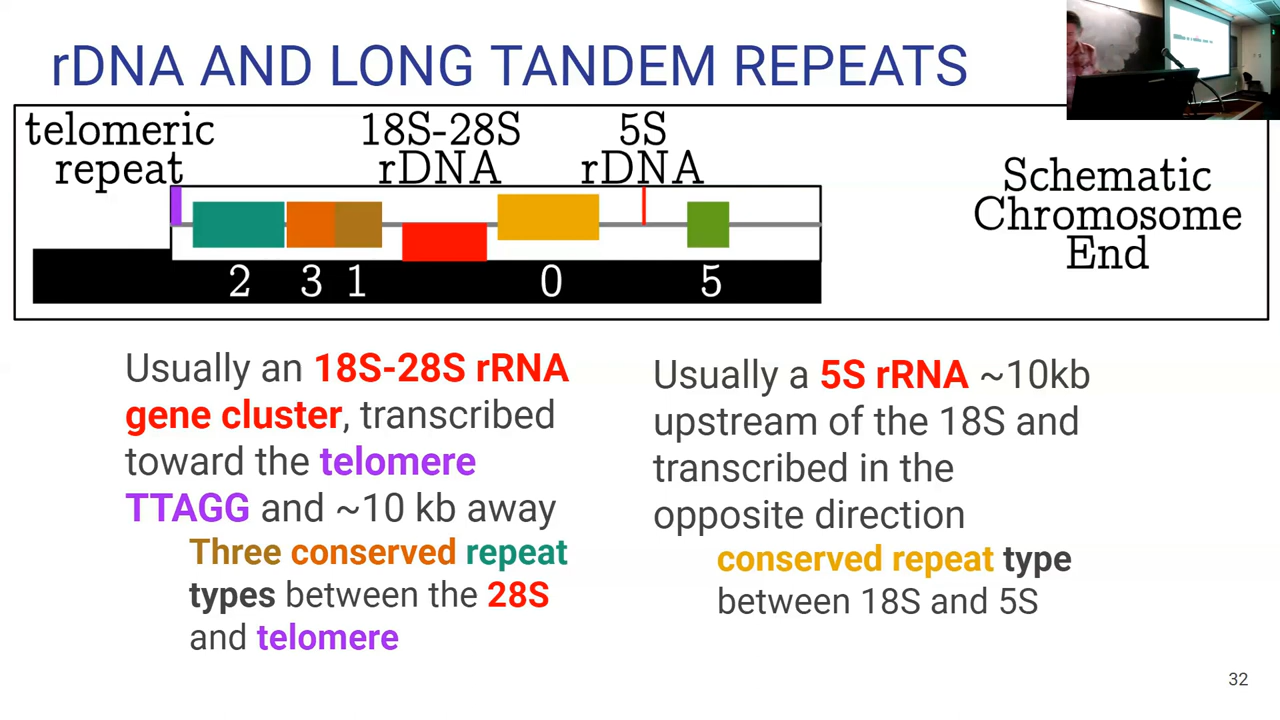 rDNA AND LONG TANDEM REPEATS
telomeric
repeat
18S-28S
rDNA
5S
rDNA
Schematic
Chromosome
End
2 3 1 0 5
Usually an 18S-28S rRNA
gene cluster, transcribed
toward the telomere
TTAGG and ~10 kb away
Three conserved repeat
types between the 28S
and telomere
Usually a 5S rRNA ~10kb
upstream of the 18S and
transcribed in the
opposite direction
conserved repeat type
between 18S and 5S
32